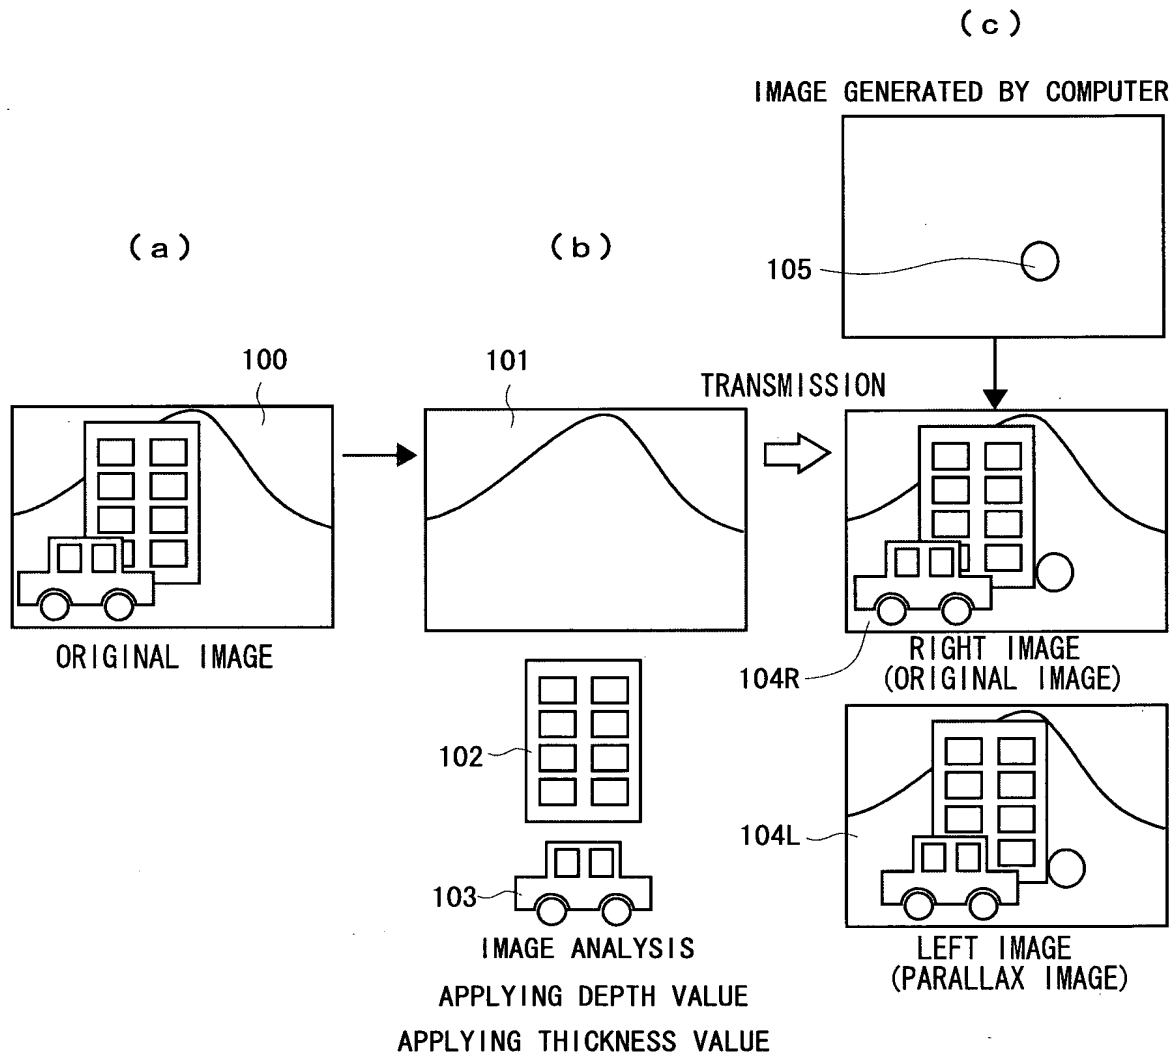 (a)
100
ORIGINAL IMAGE
(b)
101
102
103
IMAGE ANALYSIS
APPLYING DEPTH VALUE
APPLYING THICKNESS VALUE
TRANSMISSION
(c)
IMAGE GENERATED BY COMPUTER
105
104R
RIGHT IMAGE
(ORIGINAL IMAGE)
104L
LEFT IMAGE
(PARALLAX IMAGE)